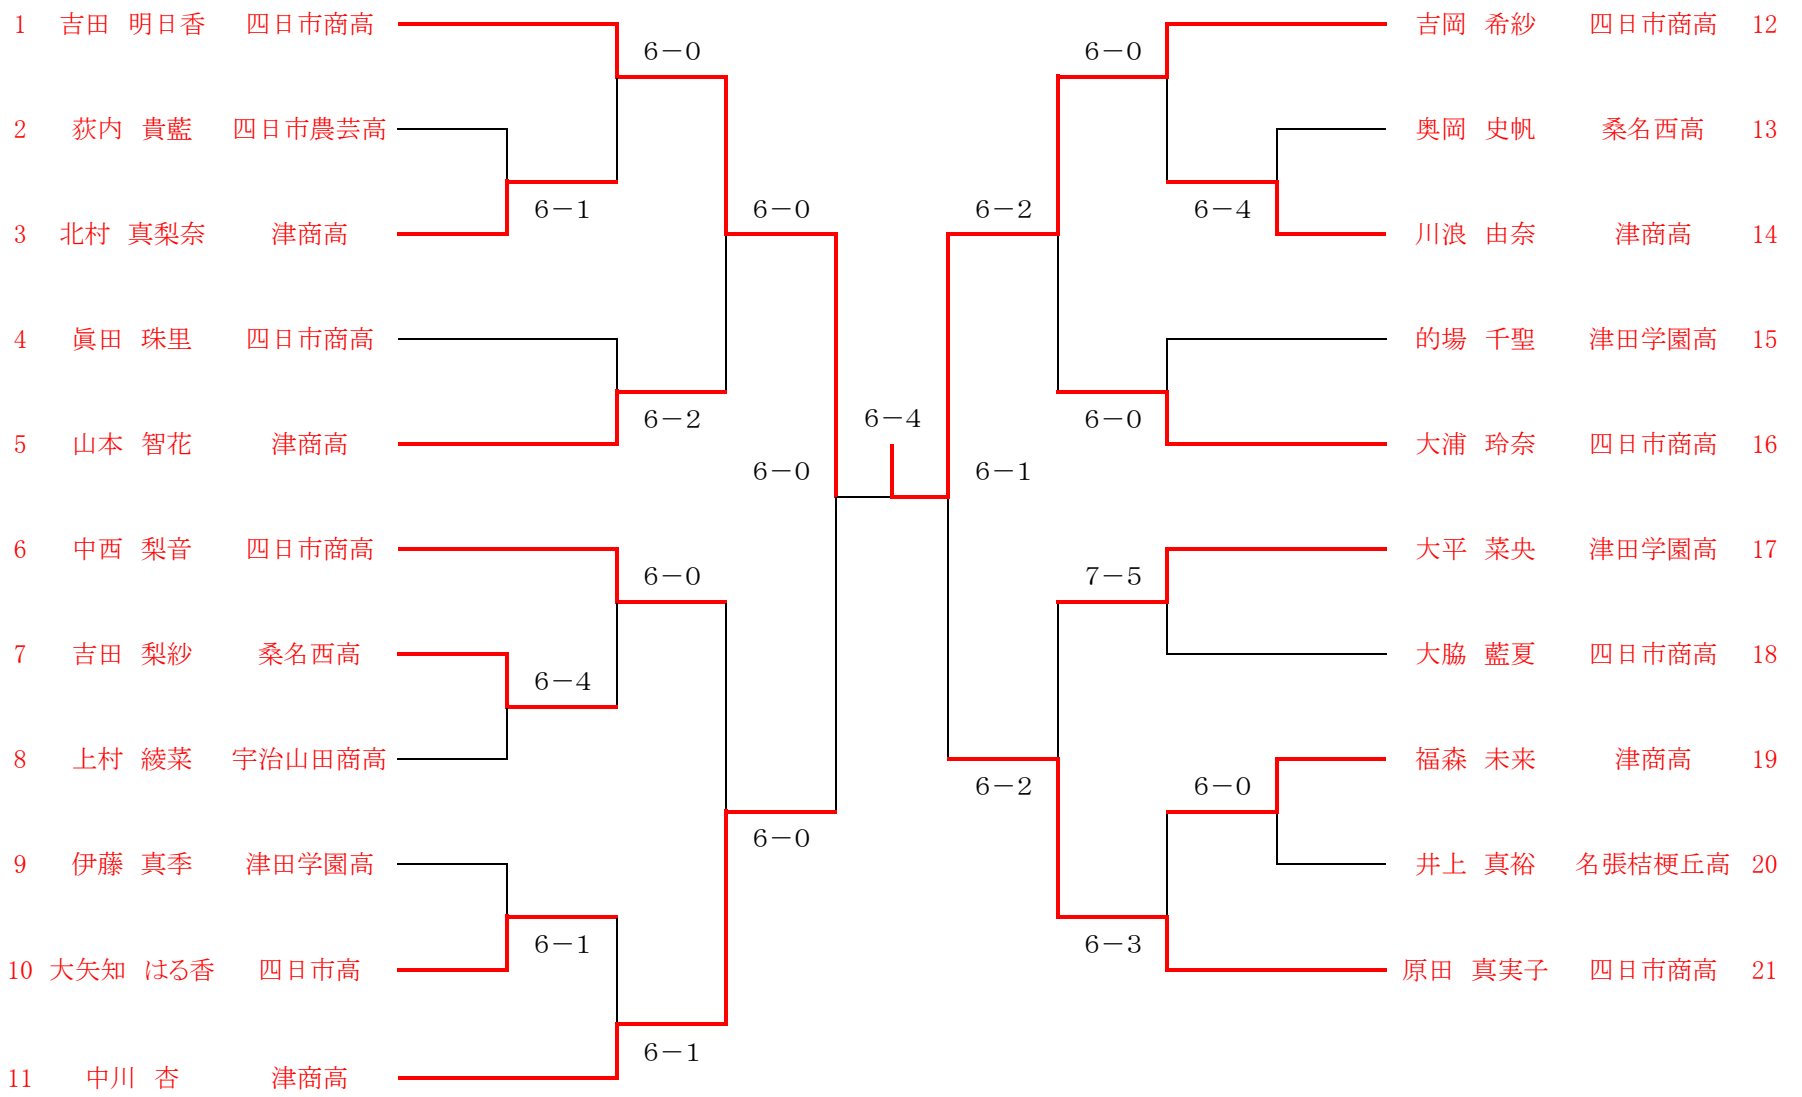 1 吉田 明日香 四日市商高
6－0
2 荻内 貴藍 四日市農芸高
6－1
3 北村 真梨奈 津商高
6－0
4 眞田 珠里 四日市商高
6－2
5 山本 智花 津商高
6－0
6 中西 梨音 四日市商高
6－0
7 吉田 梨紗 桑名西高
6－4
8 上村 綾菜 宇治山田商高
6－0
9 伊藤 真季 津田学園高
6－1
10 大矢知 はる香 四日市高
6－1
11 中川 杏 津商高
6－4
吉岡 希紗 四日市商高 12
6－0
奥岡 史帆 桑名西高 13
6－4
川浪 由奈 津商高 14
6－2
的場 千聖 津田学園高 15
6－0
大浦 玲奈 四日市商高 16
6－1
大平 菜央 津田学園高 17
7－5
大脇 藍夏 四日市商高 18
福森 未来 津商高 19
6－0
6－2
井上 真裕 名張桔梗丘高 20
6－3
原田 真実子 四日市商高 21